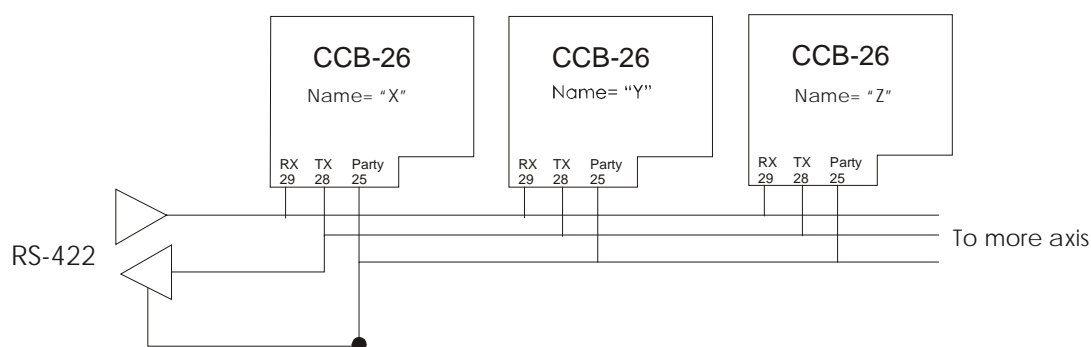 CCB-26
Name= "X"
RX TX Party
29 28 25
CCB-26
Name= “Y”
RX TX Party
29 28 25
CCB-26
Name= "Z"
RX TX Party
29 28 25
RS-422
To more axis